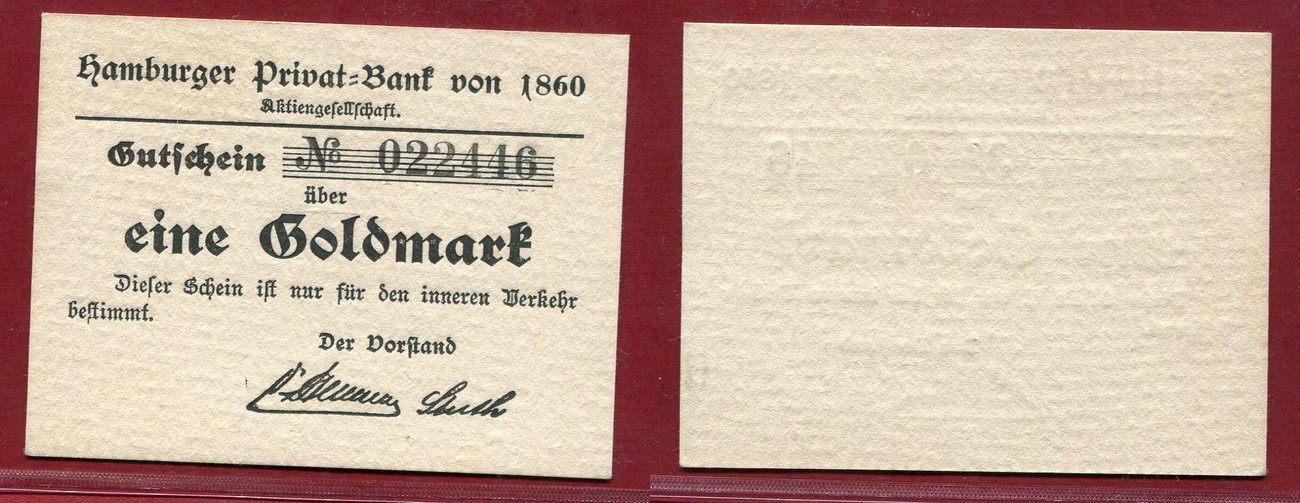 Hamburger Privat-Bank von 1860
Aktiengesellschaft.
Gutschein No 022446
über
eine Goldmark
Dieser Schein ist nur für den inneren Verkehr
bestimmt.
Der Vorstand